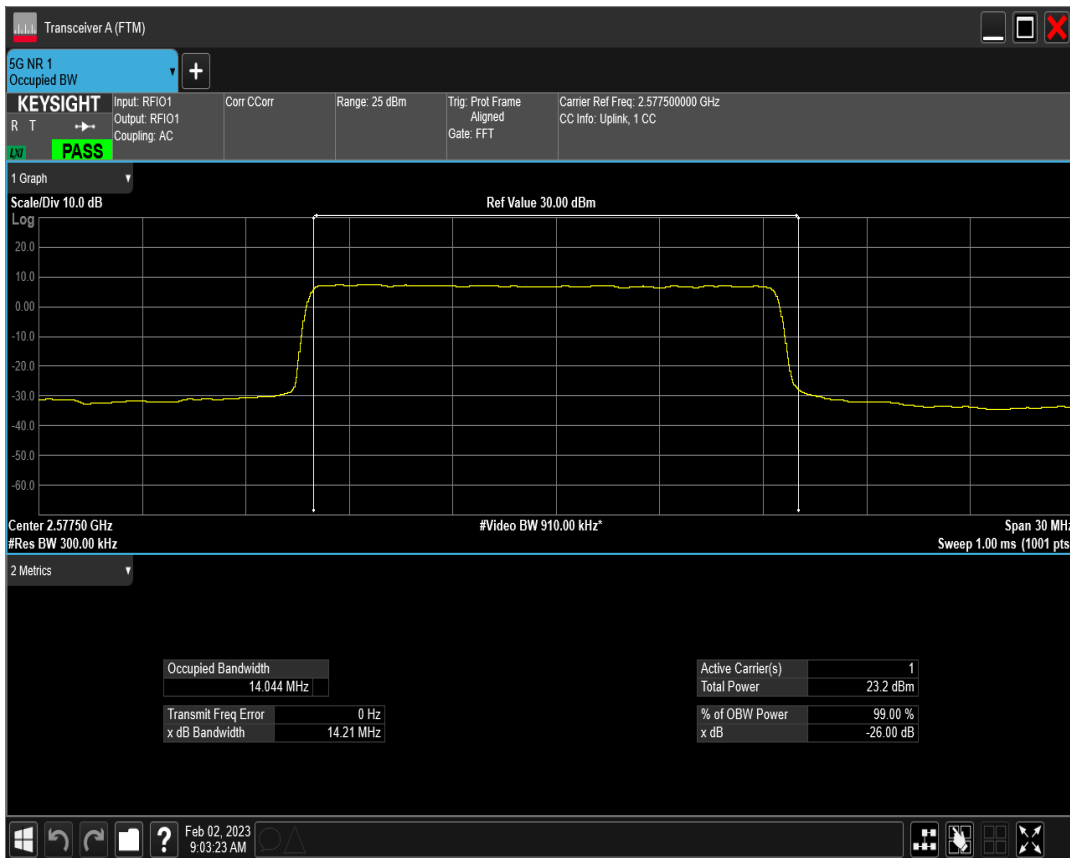 Transceiver A (FTM)
5G NR 1
Occupied BW
+
KEYSIGHT
R T
LXI
PASS
Input: RFIO1
Output: RFIO1
Coupling: AC
Corr CCorr
Range: 25 dBm
Trig: Prot Frame
Aligned
Gate: FFT
Carrier Ref Freq: 2.577500000 GHz
CC Info: Uplink, 1 CC
1 Graph
Scale/Div 10.0 dB
Ref Value 30.00 dBm
Log
20.0
10.0
0.00
-10.0
-20.0
-30.0
-40.0
-50.0
-60.0
Center 2.57750 GHz
#Video BW 910.00 kHz*
Span 30 MHz
#Res BW 300.00 kHz
Sweep 1.00 ms (1001 pts
2 Metrics
Occupied Bandwidth
14.044 MHz
Transmit Freq Error 0 Hz
x dB Bandwidth 14.21 MHz
Active Carrier(s) 1
Total Power 23.2 dBm
% of OBW Power 99.00 %
x dB -26.00 dB
?
Feb 02, 2023
9:03:23 AM